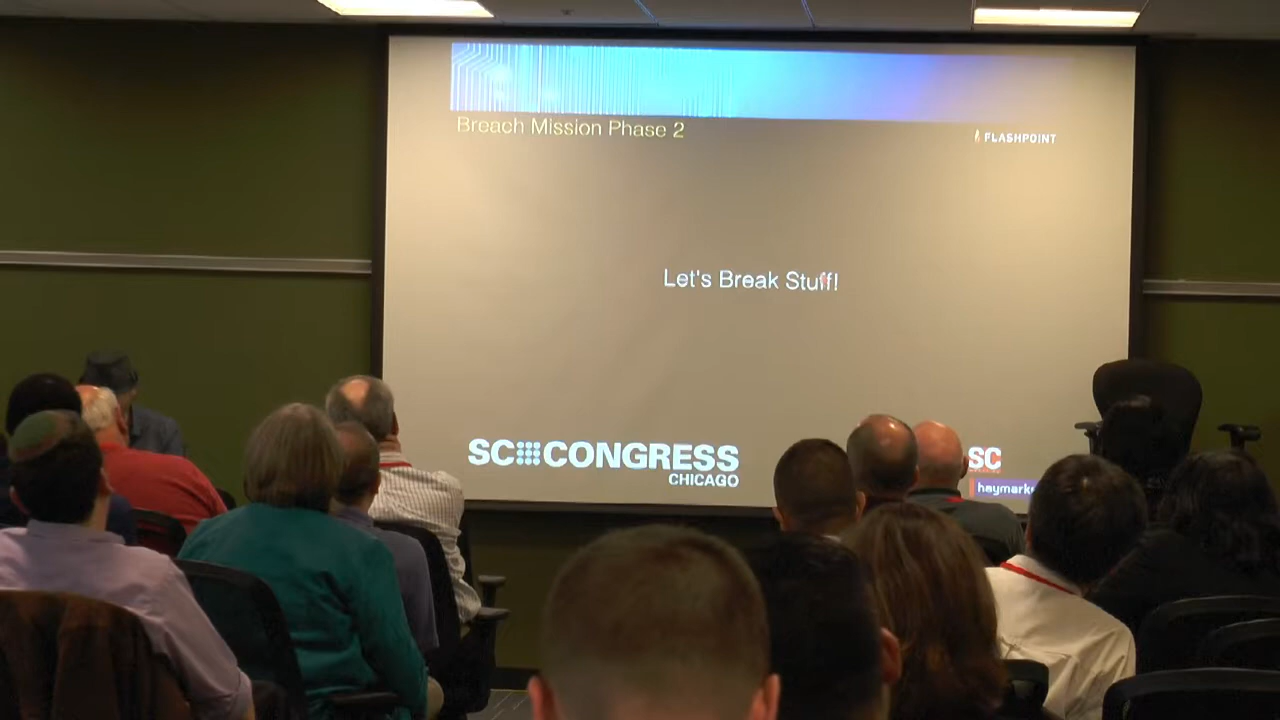 Breach Mission Phase 2
FLASHPOINT
Let's Break Stuff!
SC CONGRESS
CHICAGO
SC